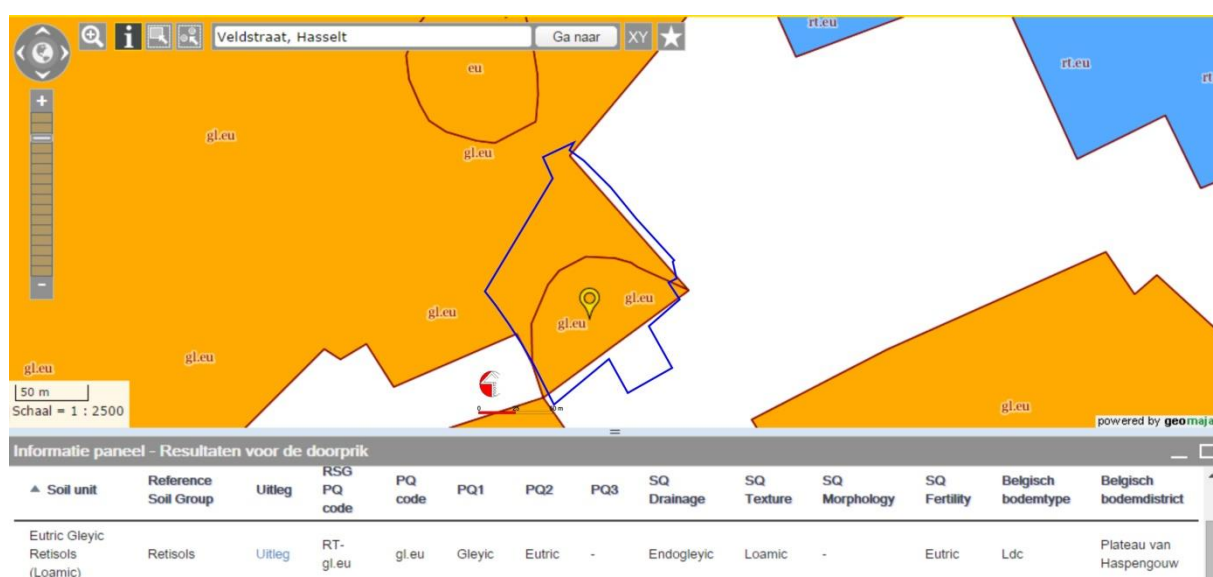 Veldstraat, Hasselt Ga naar XY
rt.eu
eu
rt.eu
rt
gl.eu
gl.eu
gl.eu
gl.eu
gl.eu
gl.eu
gl.eu
gl.eu
50 m
Schaal = 1 : 2500
powered by geomaja
Informatie paneel - Resultaten voor de doorprik
Soil unit
Reference Soil Group
Uitleg
RSG PQ code
PQ code
PQ1
PQ2
PQ3
SQ Drainage
SQ Texture
SQ Morphology
SQ Fertility
Belgisch bodemtype
Belgisch bodemdistrict
Eutric Gleyic Retisols (Loamic)
Retisols
Uitleg
RT-gl.eu
gl.eu
Gleyic
Eutric
-
Endogleyic
Loamic
-
Eutric
Ldc
Plateau van Haspengouw